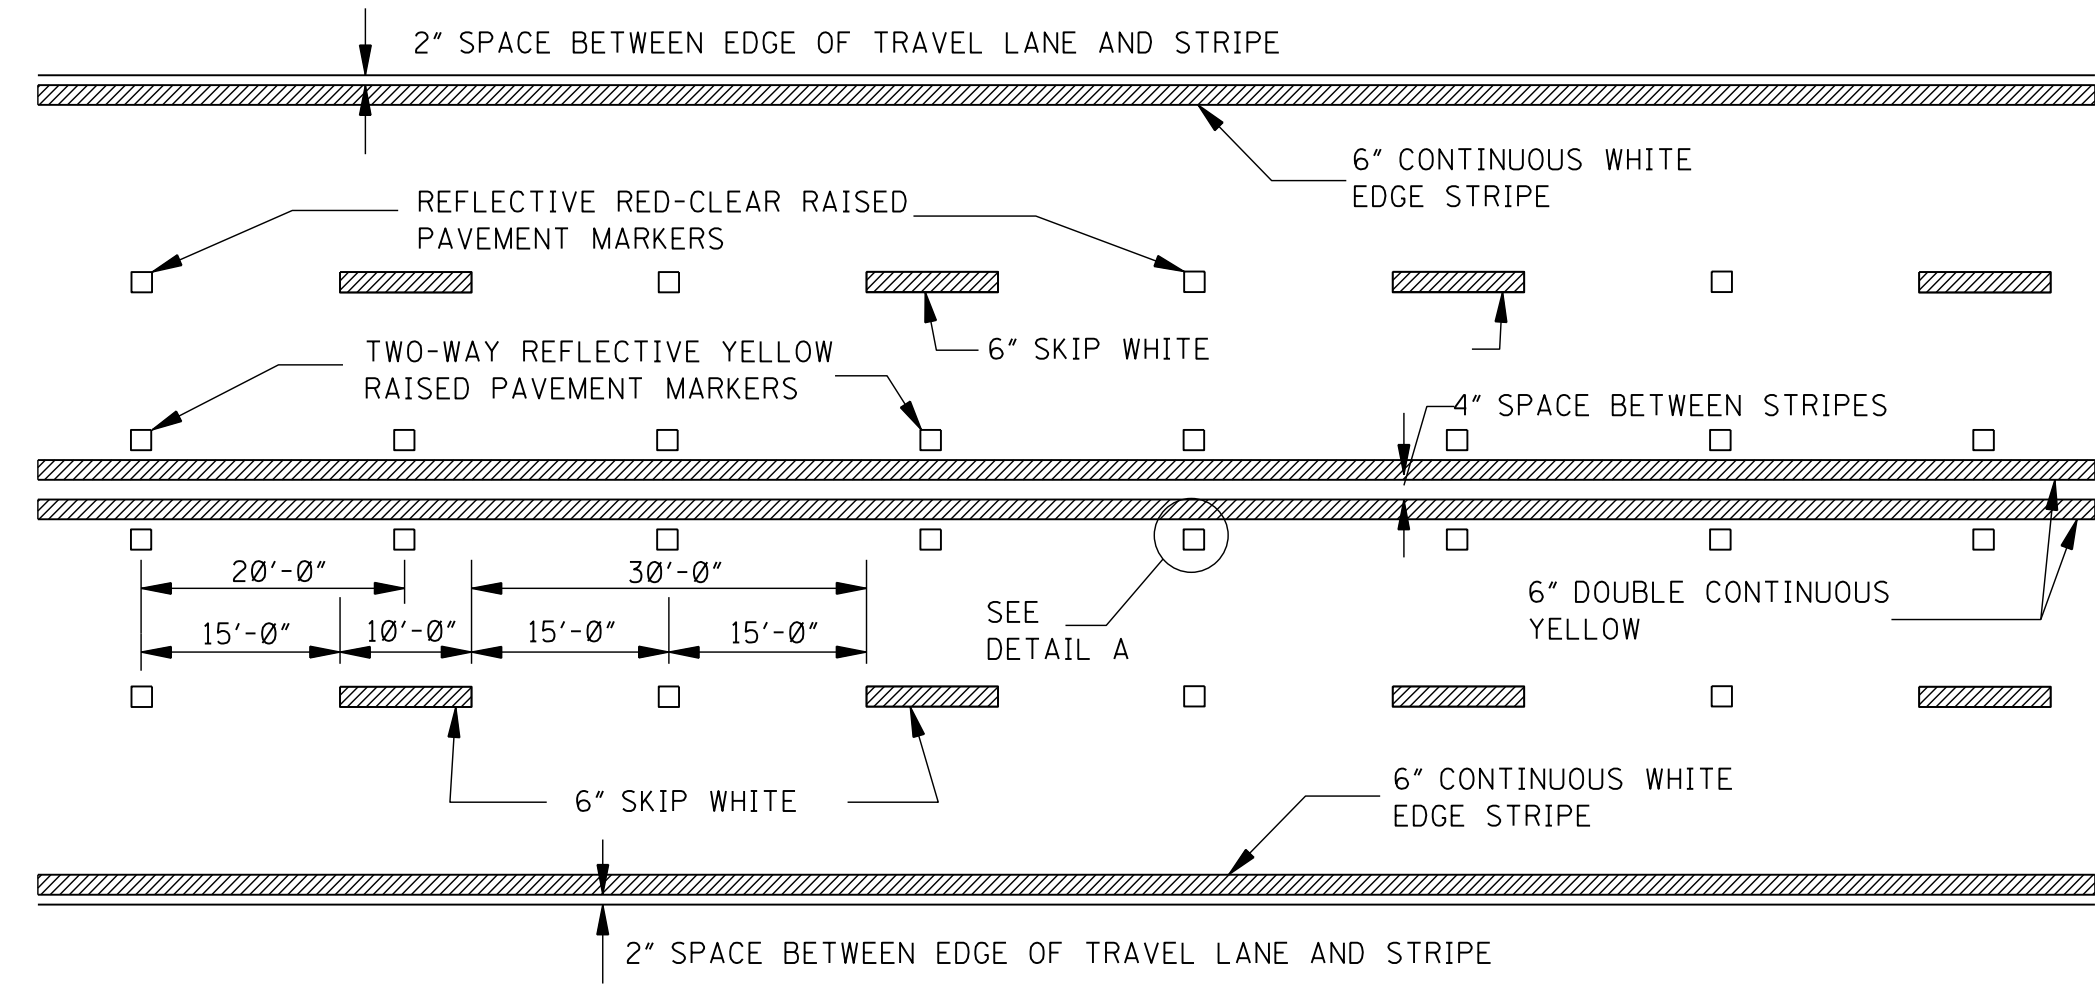 2″ SPACE BETWEEN EDGE OF TRAVEL LANE AND STRIPE
6″ CONTINUOUS WHITE
EDGE STRIPE
REFLECTIVE RED-CLEAR RAISED
PAVEMENT MARKERS
TWO-WAY REFLECTIVE YELLOW
RAISED PAVEMENT MARKERS
6″ SKIP WHITE
4″ SPACE BETWEEN STRIPES
20′-0″
30′-0″
15′-0″
10′-0″
15′-0″
15′-0″
SEE
DETAIL A
6″ DOUBLE CONTINUOUS
YELLOW
6″ SKIP WHITE
6″ CONTINUOUS WHITE
EDGE STRIPE
2″ SPACE BETWEEN EDGE OF TRAVEL LANE AND STRIPE